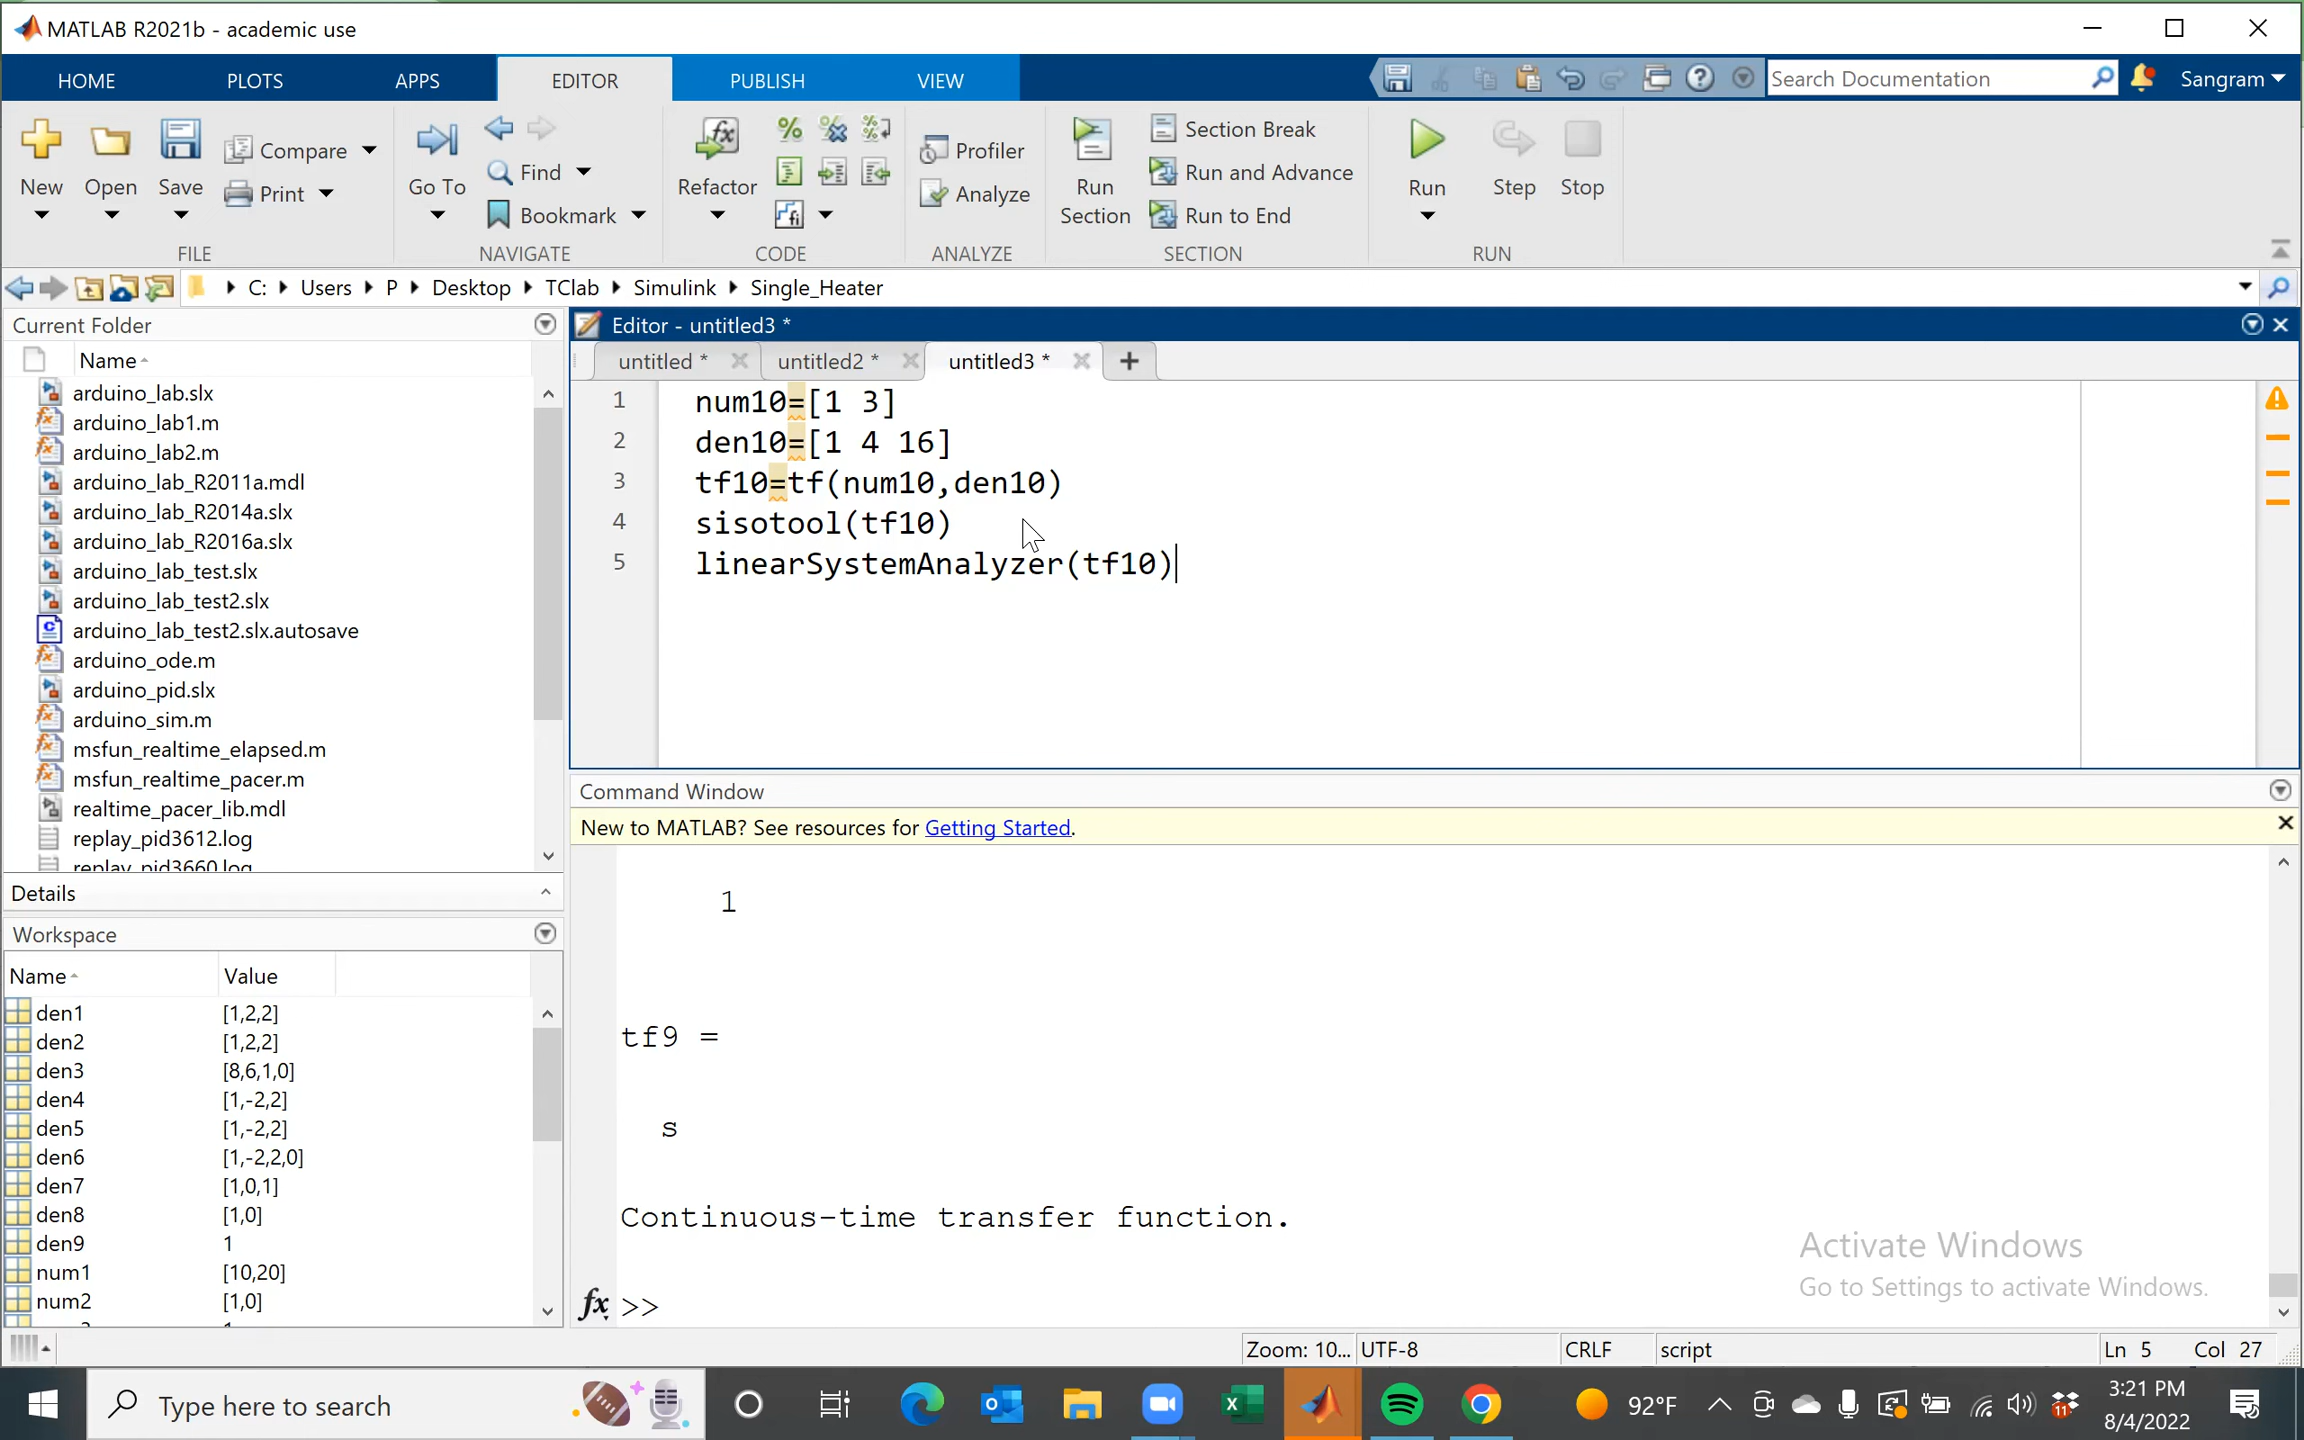 MATLAB R2021b - academic use
HOME PLOTS APPS EDITOR PUBLISH VIEW Search Documentation Sangram
New Open Save Compare Print
Go To Find Bookmark
Refactor
Profiler Analyze
Run Section Section Break Run and Advance Run to End
Run Step Stop
FILE NAVIGATE CODE ANALYZE SECTION RUN
C: Users P Desktop TClab Simulink Single_Heater
Current Folder
Name
arduino_lab.slx
arduino_lab1.m
arduino_lab2.m
arduino_lab_R2011a.mdl
arduino_lab_R2014a.slx
arduino_lab_R2016a.slx
arduino_lab_test.slx
arduino_lab_test2.slx
arduino_lab_test2.slx.autosave
arduino_ode.m
arduino_pid.slx
arduino_sim.m
msfun_realtime_elapsed.m
msfun_realtime_pacer.m
realtime_pacer_lib.mdl
replay_pid3612.log
replay_pid3660.log
Details
Workspace
Name Value
den1 [1,2,2]
den2 [1,2,2]
den3 [8,6,1,0]
den4 [1,-2,2]
den5 [1,-2,2]
den6 [1,-2,2,0]
den7 [1,0,1]
den8 [1,0]
den9 1
num1 [10,20]
num2 [1,0]
Editor - untitled3 *
untitled * untitled2 * untitled3 * +
1 num10=[1 3]
2 den10=[1 4 16]
3 tf10=tf(num10,den10)
4 sisotool(tf10)
5 linearSystemAnalyzer(tf10)
Command Window
New to MATLAB? See resources for Getting Started.
1
tf9 =
s
Continuous-time transfer function.
fx >>
Activate Windows
Go to Settings to activate Windows.
Zoom: 10... UTF-8 CRLF script Ln 5 Col 27
Type here to search
92°F
11
3:21 PM
8/4/2022